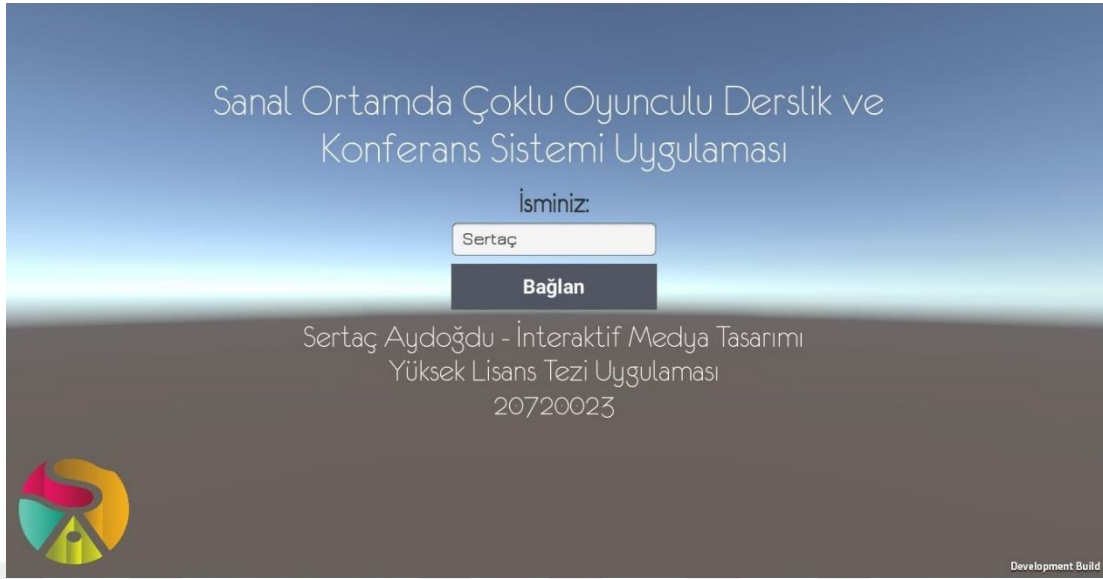 Sanal Ortamda Çoklu Oyunculu Derslik ve
Konferans Sistemi Uygulaması
İsminiz:
Sertaç
Bağlan
Sertaç Aydoğdu - İnteraktif Medya Tasarımı
Yüksek Lisans Tezi Uygulaması
20720023
Development Build